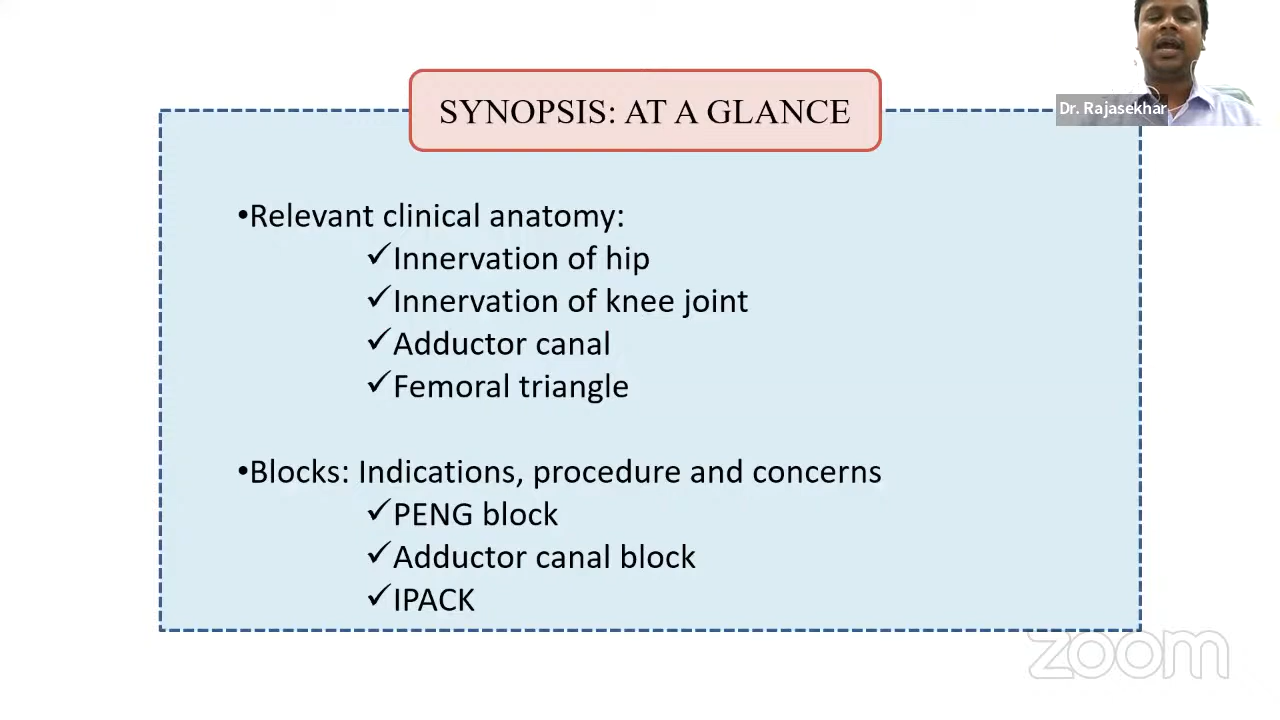 SYNOPSIS: AT A GLANCE
Dr. Rajasekhar
•Relevant clinical anatomy:
✓Innervation of hip
✓Innervation of knee joint
✓Adductor canal
✓Femoral triangle
•Blocks: Indications, procedure and concerns
✓PENG block
✓Adductor canal block
✓IPACK
zoom